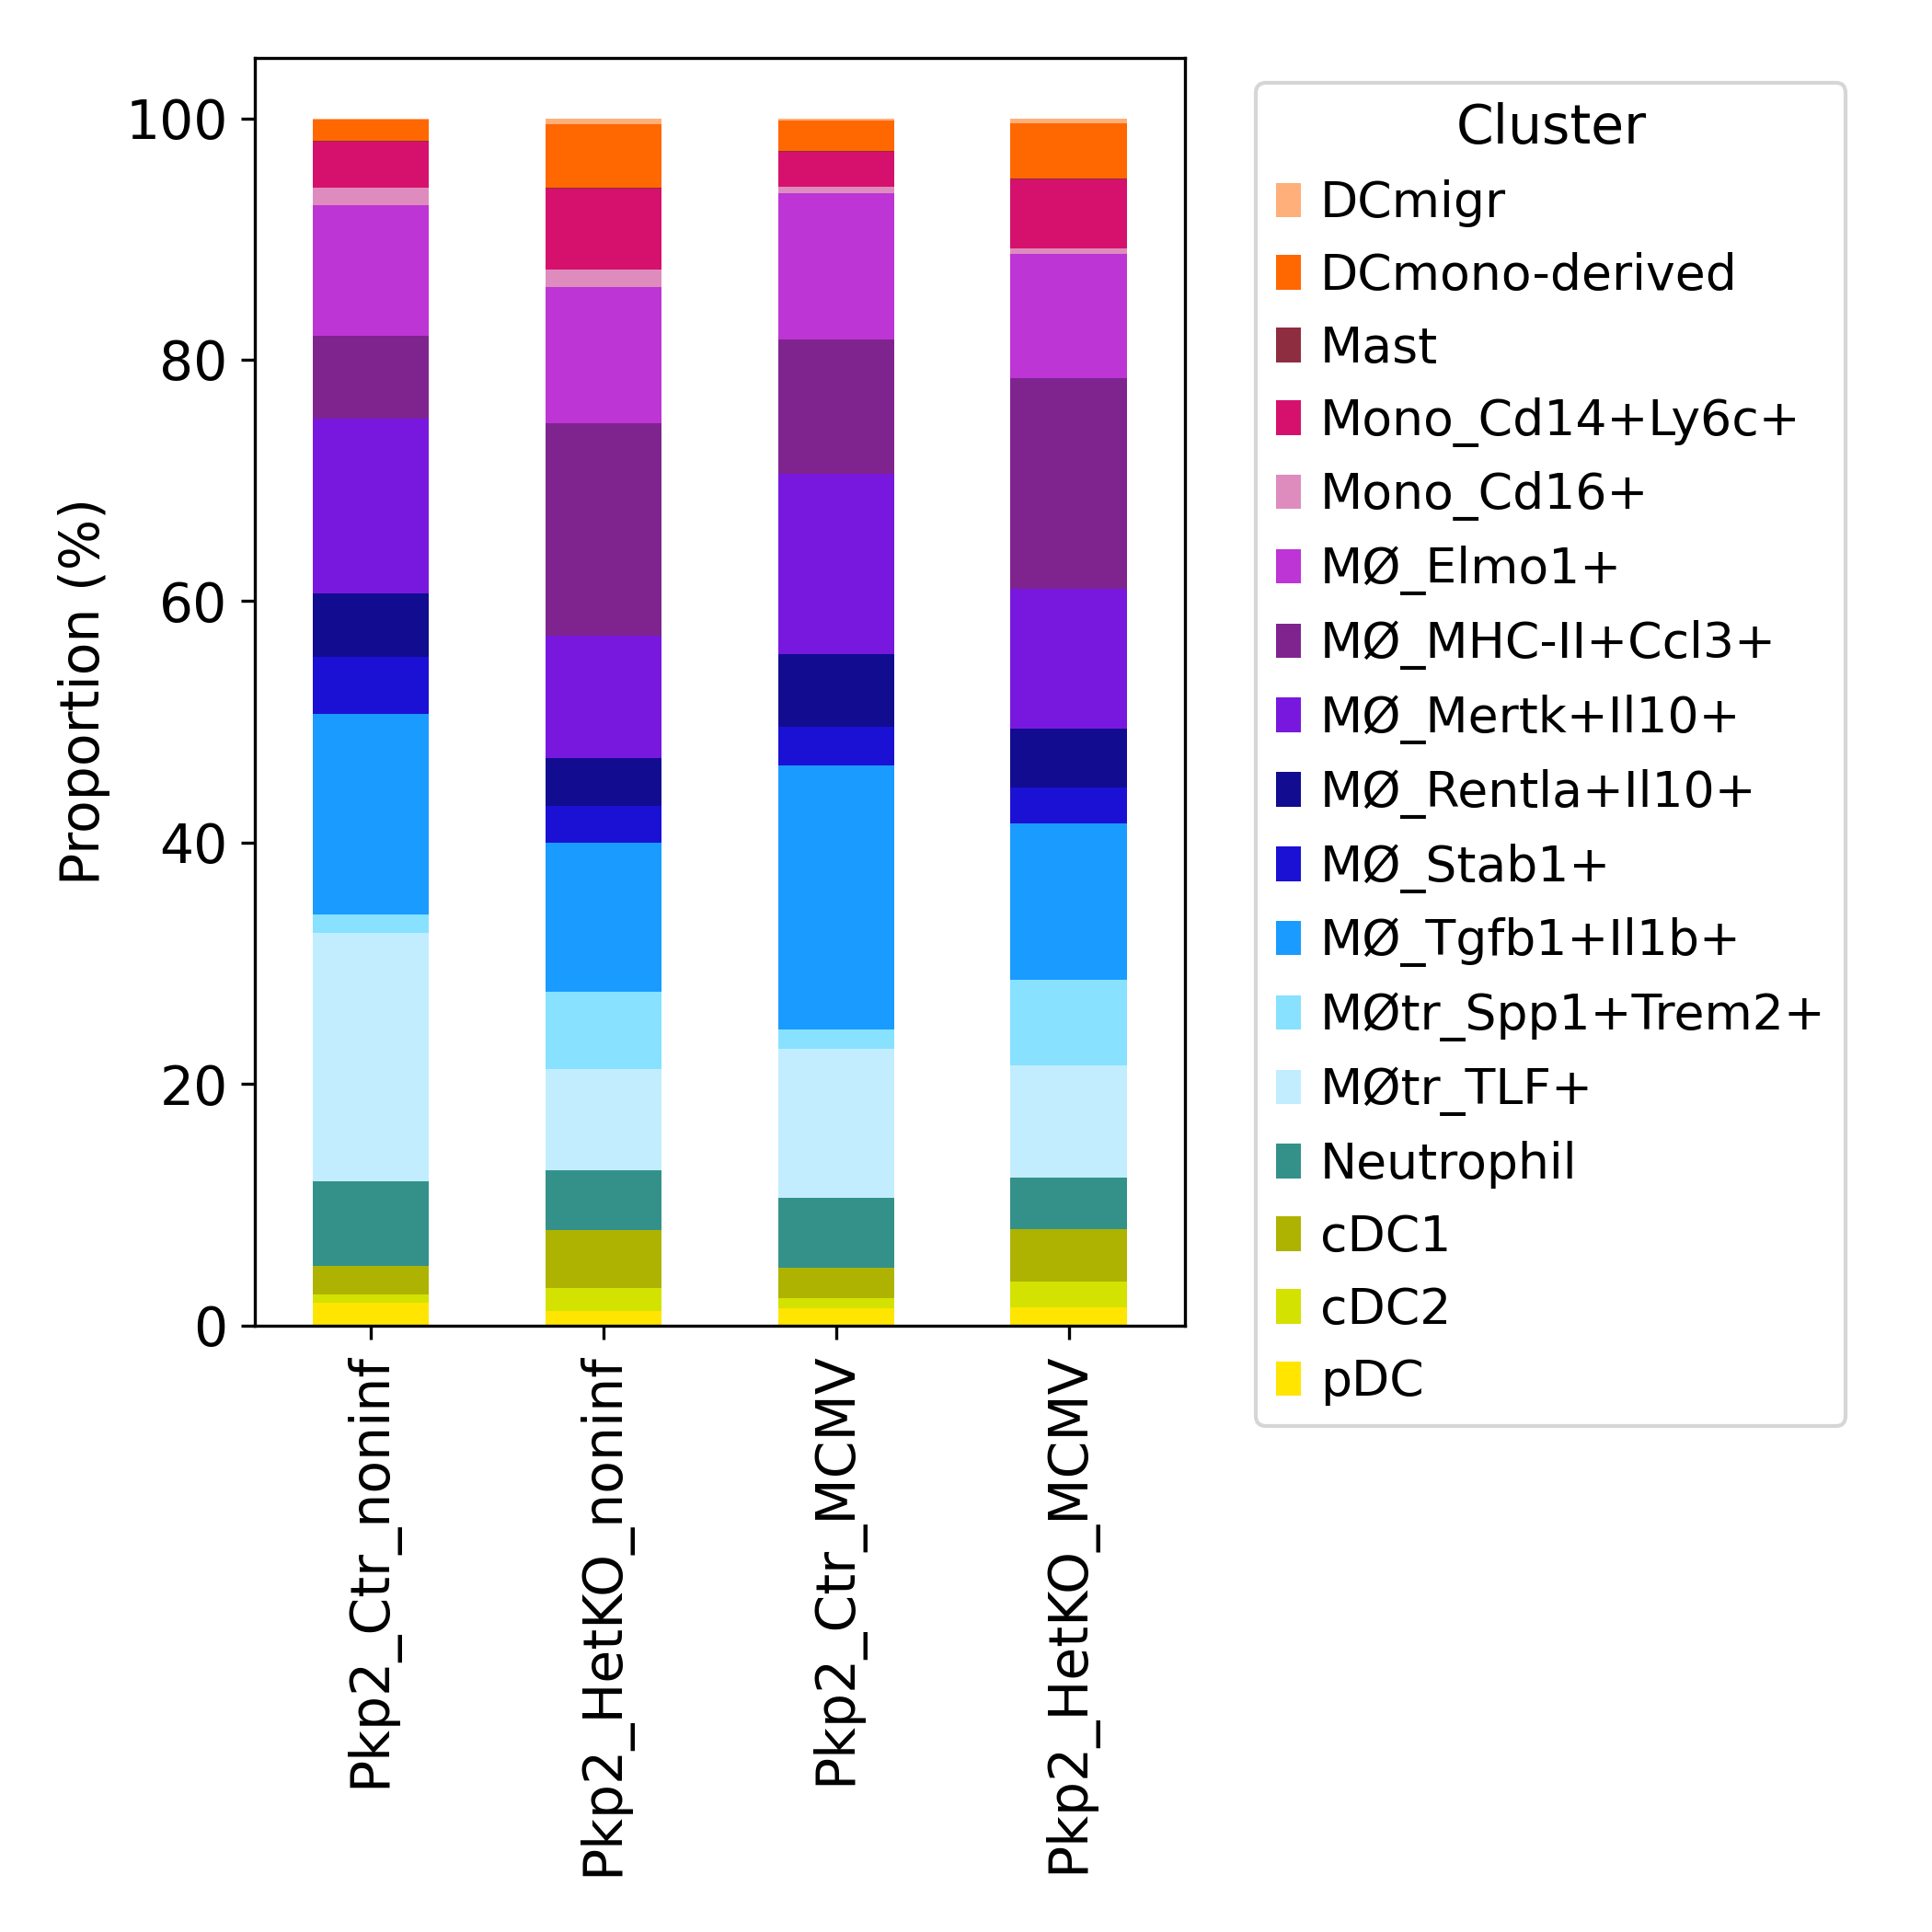 100
80
60
40
20
0
Proportion (%)
Pkp2_Ctr_noninf
Pkp2_HetKO_noninf
Pkp2_Ctr_MCMV
Pkp2_HetKO_MCMV
Cluster
DCmigr
DCmono-derived
Mast
Mono_Cd14+Ly6c+
Mono_Cd16+
MØ_Elmo1+
MØ_MHC-II+Ccl3+
MØ_Mertk+Il10+
MØ_Rentla+Il10+
MØ_Stab1+
MØ_Tgfb1+Il1b+
MØtr_Spp1+Trem2+
MØtr_TLF+
Neutrophil
cDC1
cDC2
pDC